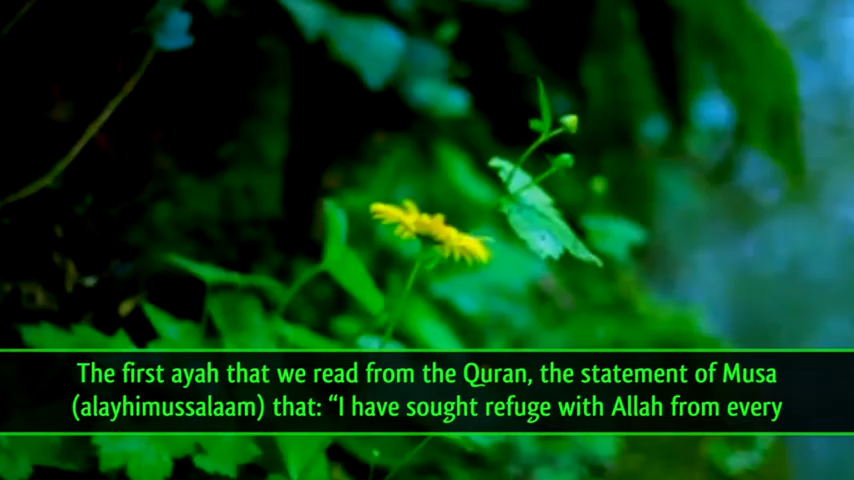 The first ayah that we read from the Quran, the statement of Musa
(alayhimussalaam) that: “I have sought refuge with Allah from every